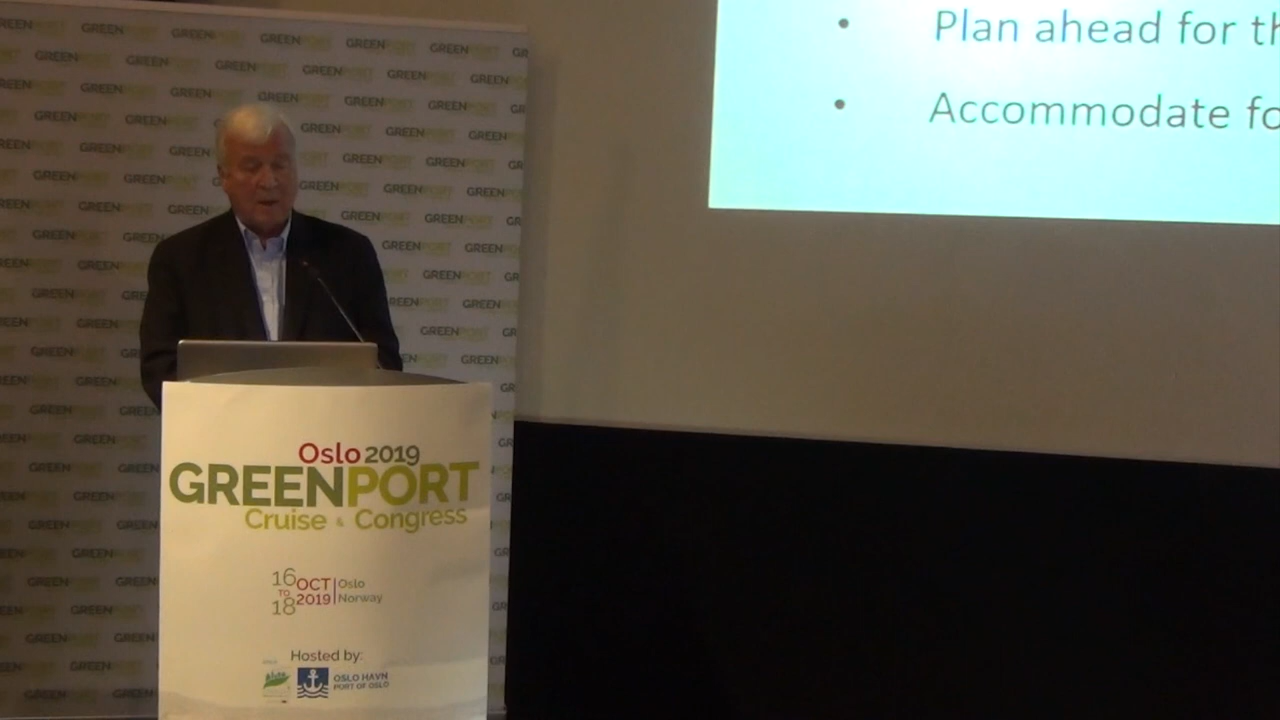 Plan ahead for th
Accommodate fo
Oslo 2019
GREENPORT
Cruise & Congress
16 TO 18 OCT 2019
Oslo
Norway
Hosted by:
OSLO HAVN
PORT OF OSLO